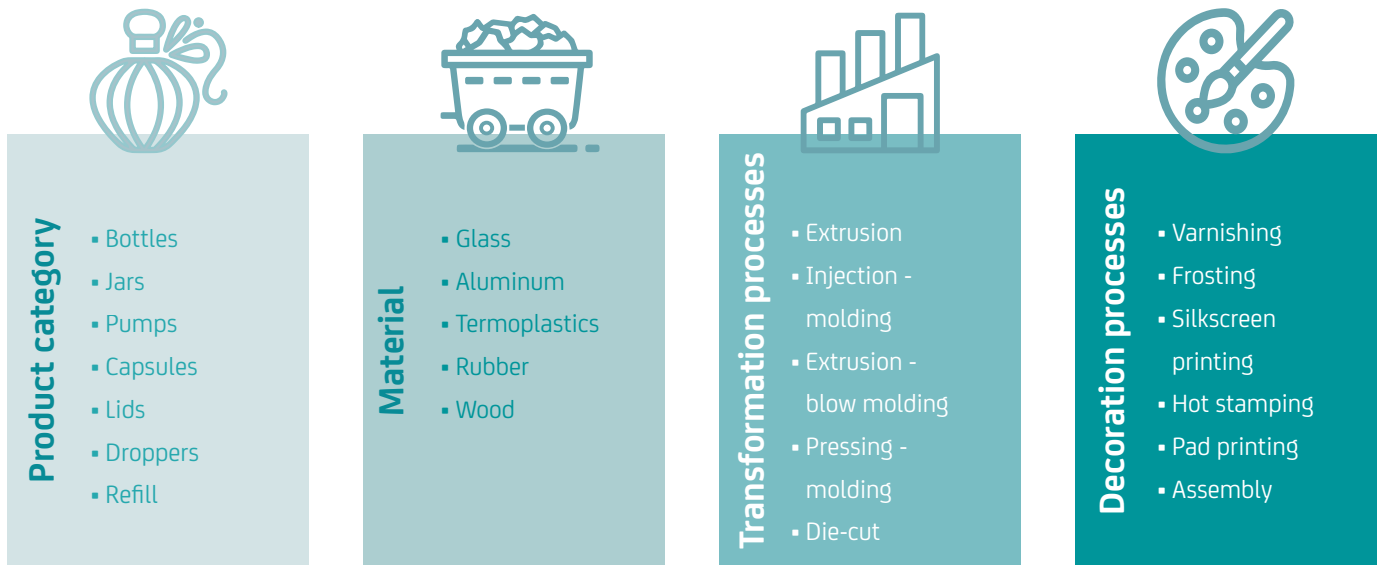 Product category
▪ Bottles
▪ Jars
▪ Pumps
▪ Capsules
▪ Lids
▪ Droppers
▪ Refill
Material
▪ Glass
▪ Aluminum
▪ Termoplastics
▪ Rubber
▪ Wood
Transformation processes
▪ Extrusion
▪ Injection -
molding
▪ Extrusion -
blow molding
▪ Pressing -
molding
▪ Die-cut
Decoration processes
▪ Varnishing
▪ Frosting
▪ Silkscreen
printing
▪ Hot stamping
▪ Pad printing
▪ Assembly